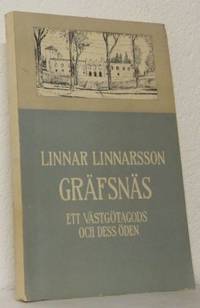 LINNAR LINNARSSON
GRÄFSNÄS
ETT VÄSTGÖTAGODS
OCH DESS ÖDEN